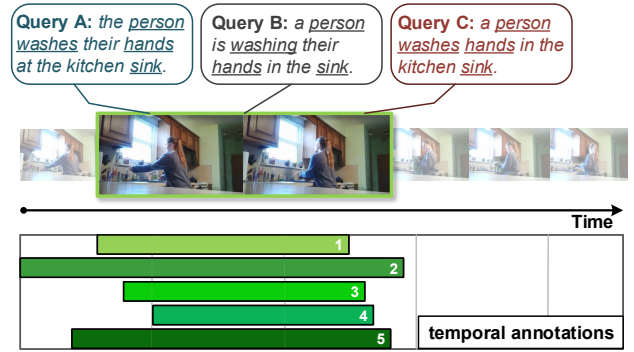 Query A: the person
washes their hands
at the kitchen sink.
Query B: a person
is washing their
hands in the sink.
Query C: a person
washes hands in the
kitchen sink.
Time
1
2
3
4
5
temporal annotations